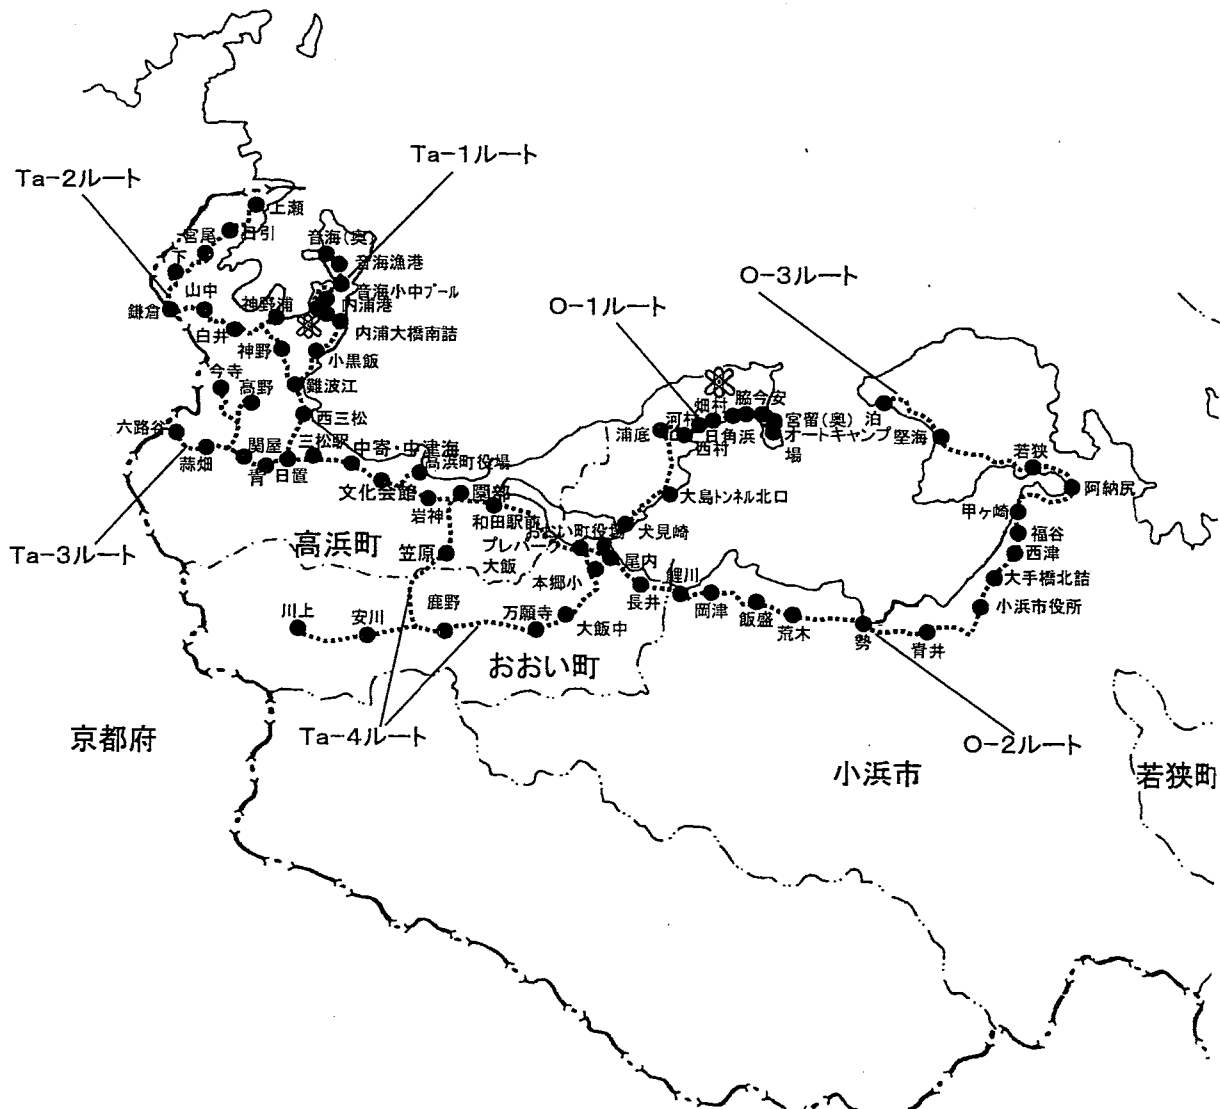 Ta-1ルート
Ta-2ルート
上瀬
日引
宮尾
下
音海(奥)
音海漁港
音海小中プール
O-3ルート
山中
鎌倉
神野浦
内浦港
O-1ルート
白井
内浦大橋南詰
神野
小黒飯
今寺
高野
難波江
脇今安
畑村
河村
宮留(奥)
泊
西三松
六路谷
浦底
日角浜
オートキャンプ
場
西村
堅海
関屋
三松駅
中寄・中津海
蒜畑
青
日置
高浜町役場
若狭
阿納尻
文化会館
薗部
大島トンネル北口
岩神
和田駅前
甲ヶ崎
おおい町役場
犬見崎
福谷
Ta-3ルート
高浜町
笠原
プレパーク
大飯
尾内
西津
本郷小
鯉川
大手橋北詰
川上
安川
鹿野
万願寺
大飯中
長井
岡津
飯盛
荒木
小浜市役所
勢
青井
おおい町
京都府
Ta-4ルート
O-2ルート
小浜市
若狭町